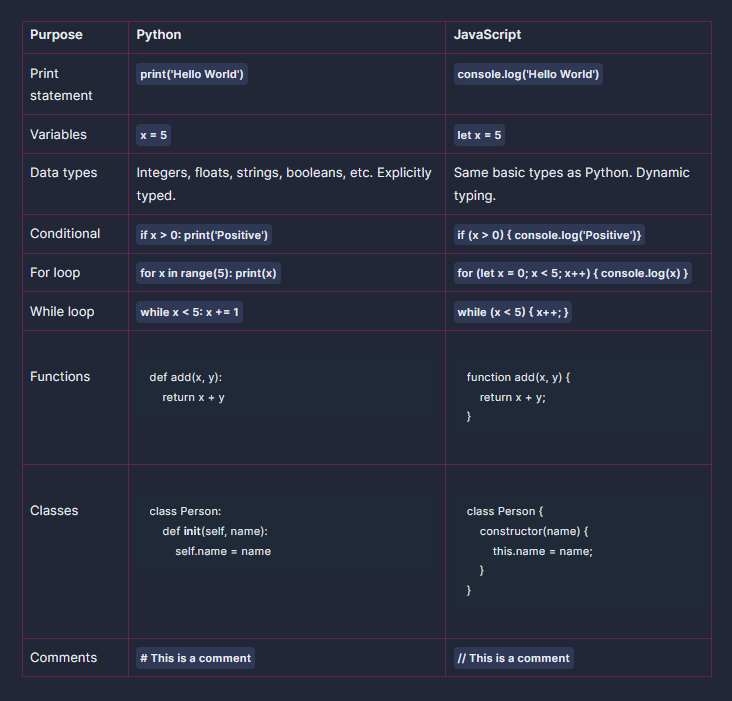 Purpose Python JavaScript
Print
statement
print('Hello World') console.log('Hello World')
Variables x = 5 let x = 5
Data types
Integers, floats, strings, booleans, etc. Explicitly
typed.
Same basic types as Python. Dynamic
typing.
Conditional if x > 0: print('Positive') if (x > 0) { console.log('Positive')}
For loop for x in range(5): print(x) for (let x = 0; x < 5; x++) { console.log(x) }
While loop while x < 5: x += 1 while (x < 5) { x++; }
Functions
def add(x, y):
return x + y
function add(x, y) {
return x + y;
}
Classes
class Person:
def init(self, name):
self.name = name
class Person {
constructor(name) {
this.name = name;
}
}
Comments # This is a comment // This is a comment